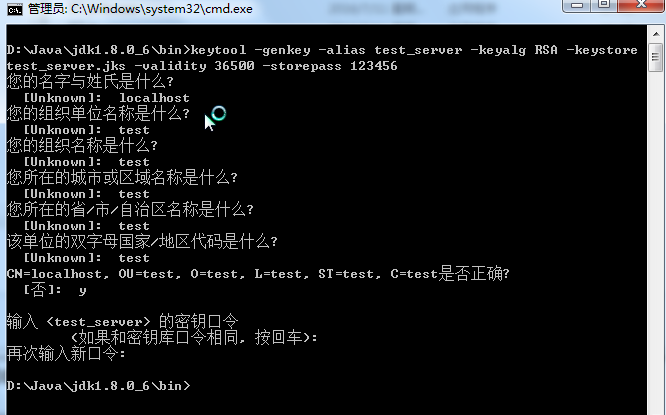 管理员: C:\Windows\system32\cmd.exe
D:\Java\jdk1.8.0_6\bin>keytool -genkey -alias test_server -keyalg RSA -keystore
test_server.jks -validity 36500 -storepass 123456
您的名字与姓氏是什么?
[Unknown]:  localhost
您的组织单位名称是什么?
[Unknown]:  test
您的组织名称是什么?
[Unknown]:  test
您所在的城市或区域名称是什么?
[Unknown]:  test
您所在的省/市/自治区名称是什么?
[Unknown]:  test
该单位的双字母国家/地区代码是什么?
[Unknown]:  test
CN=localhost, OU=test, O=test, L=test, ST=test, C=test是否正确?
[否]:  y
输入 <test_server> 的密钥口令
(如果和密钥库口令相同, 按回车):
再次输入新口令:
D:\Java\jdk1.8.0_6\bin>